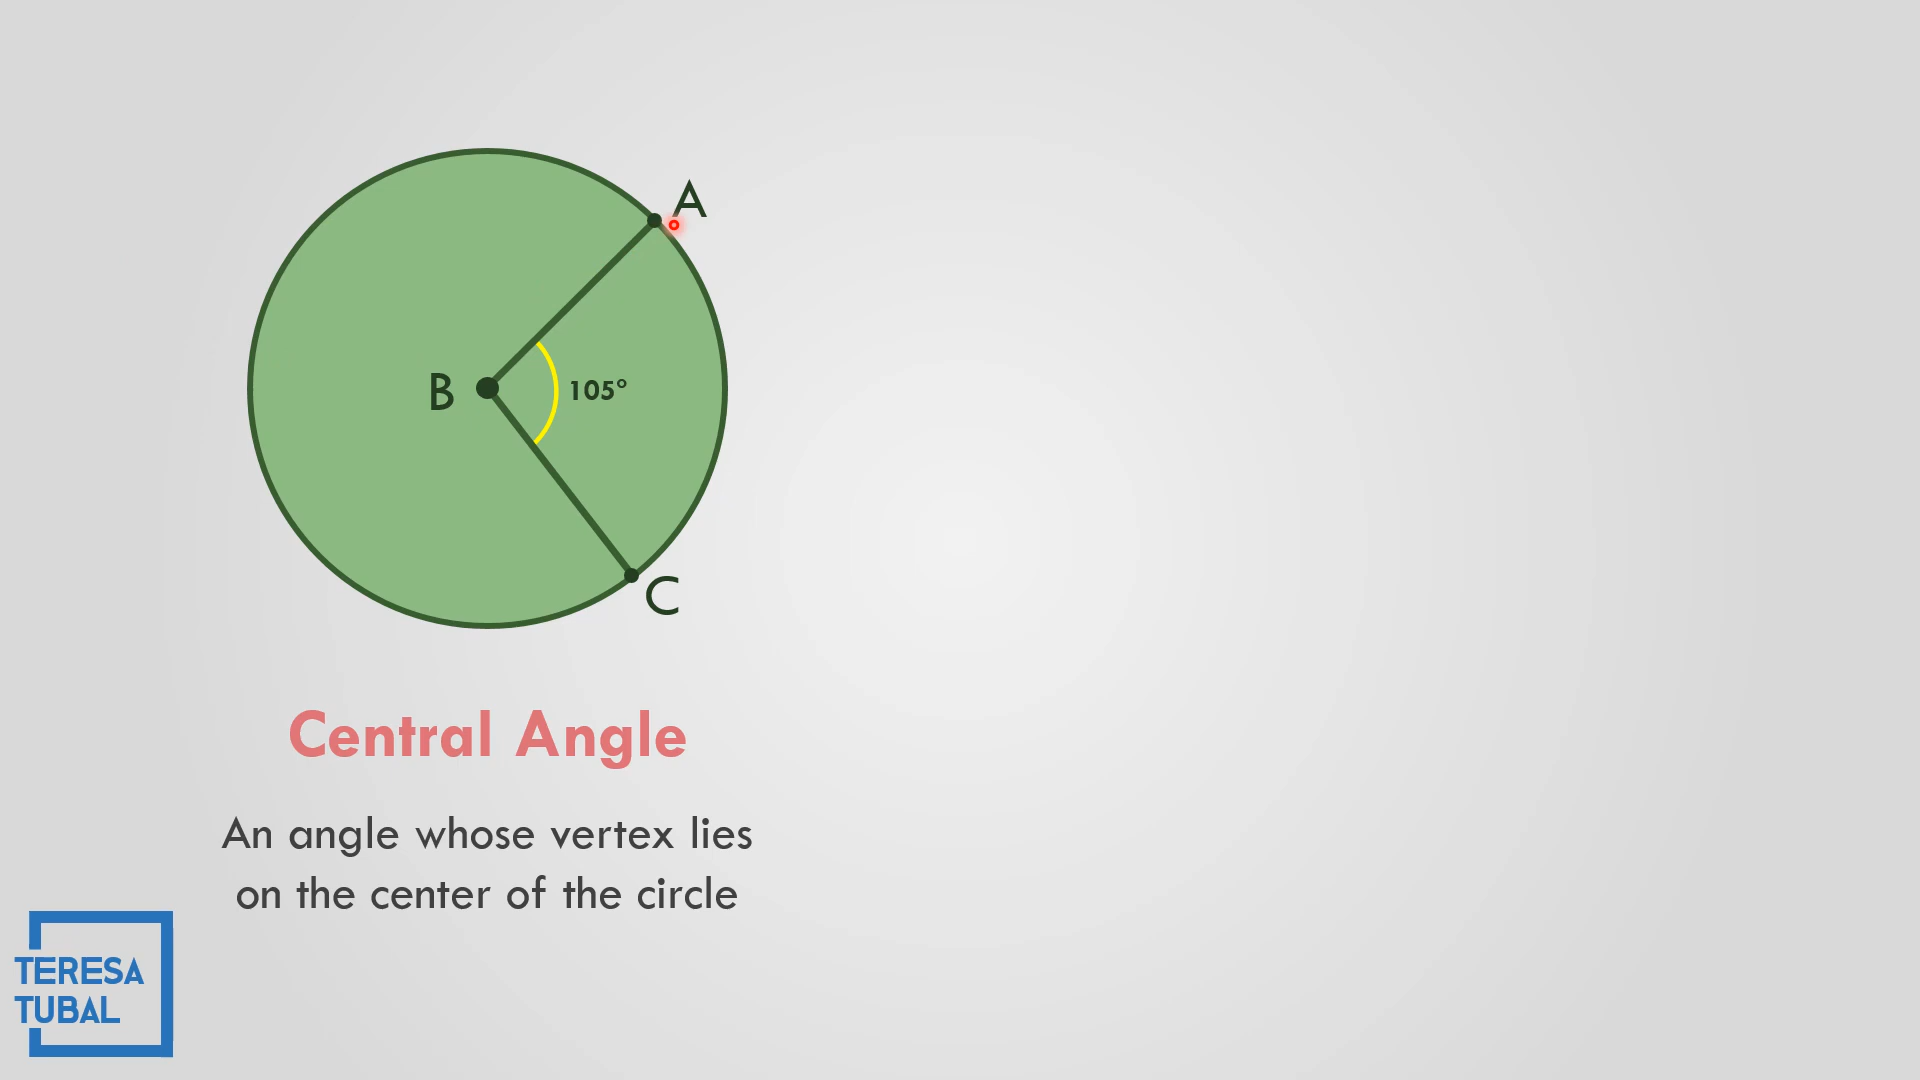 A
B
105°
C
Central Angle
An angle whose vertex lies
on the center of the circle
TERESA
TUBAL